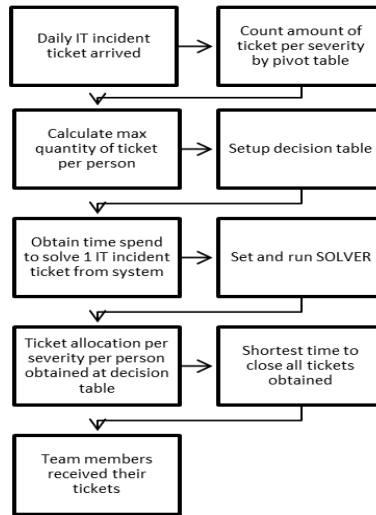 Daily IT incident
ticket arrived
Count amount of
ticket per severity
by pivot table
Calculate max
quantity of ticket
per person
Setup decision table
Obtain time spend
to solve 1 IT incident
ticket from system
Set and run SOLVER
Ticket allocation per
severity per person
obtained at decision
table
Shortest time to
close all tickets
obtained
Team members
received their
tickets